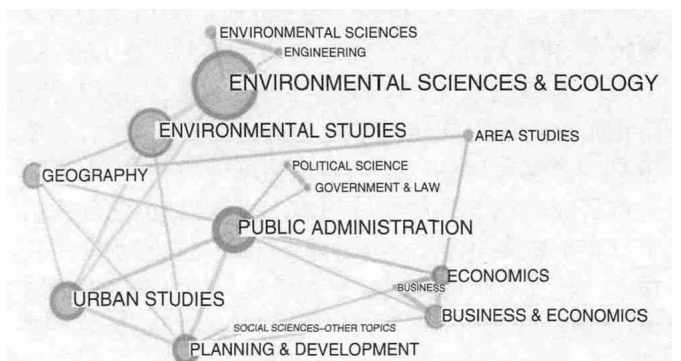 ENVIRONMENTAL SCIENCES
ENGINEERING
ENVIRONMENTAL SCIENCES & ECOLOGY
ENVIRONMENTAL STUDIES
AREA STUDIES
POLITICAL SCIENCE
GEOGRAPHY
GOVERNMENT & LAW
PUBLIC ADMINISTRATION
ECONOMICS
BUSINESS
URBAN STUDIES
BUSINESS & ECONOMICS
SOCIAL SCIENCES–OTHER TOPICS
PLANNING & DEVELOPMENT